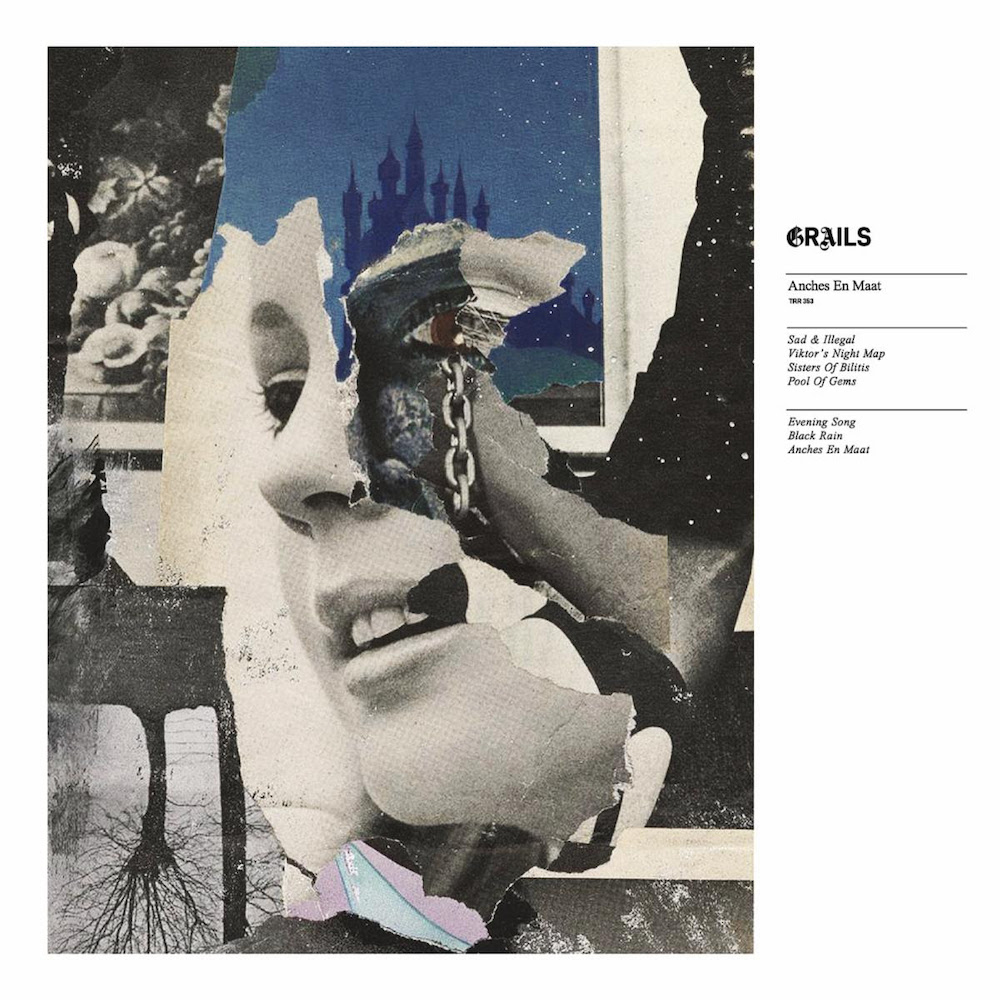 GRAILS
Anches En Maat
TRR 353
Sad & Illegal
Viktor's Night Map
Sisters Of Bilitis
Pool Of Gems
Evening Song
Black Rain
Anches En Maat